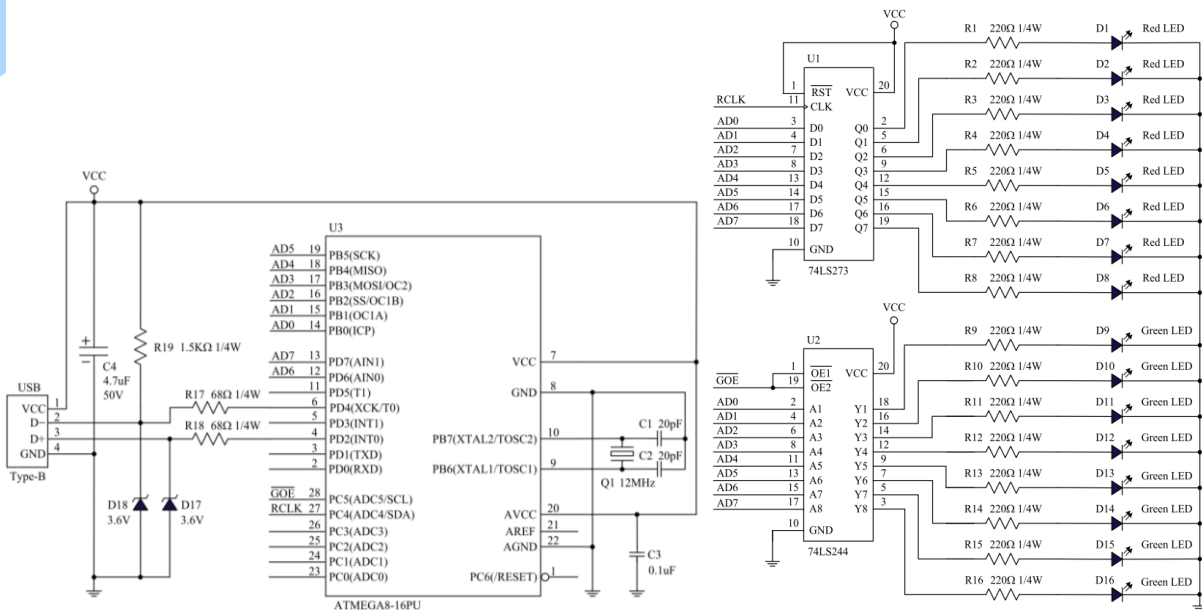 VCC
R19 1.5KΩ 1/4W
C4
4.7uF
50V
+
−
USB
VCC 1
D− 2
D+ 3
GND 4
Type-B
R17 68Ω 1/4W
R18 68Ω 1/4W
D18
3.6V
D17
3.6V
U3
AD5 19 PB5(SCK)
AD4 18 PB4(MISO)
AD3 17 PB3(MOSI/OC2)
AD2 16 PB2(SS/OC1B)
AD1 15 PB1(OC1A)
AD0 14 PB0(ICP)
AD7 13 PD7(AIN1)
AD6 12 PD6(AIN0)
11 PD5(T1)
6 PD4(XCK/T0)
5 PD3(INT1)
4 PD2(INT0)
3 PD1(TXD)
2 PD0(RXD)
GOE 28 PC5(ADC5/SCL)
RCLK 27 PC4(ADC4/SDA)
26 PC3(ADC3)
25 PC2(ADC2)
24 PC1(ADC1)
23 PC0(ADC0)
VCC 7
GND 8
PB7(XTAL2/TOSC2) 10
PB6(XTAL1/TOSC1) 9
AVCC 20
AREF 21
AGND 22
PC6(/RESET) 1
ATMEGA8-16PU
C1 20pF
C2 20pF
Q1 12MHz
C3
0.1uF
VCC
U1
1 RST VCC 20
RCLK 11 CLK
AD0 3 D0 Q0 2
AD1 4 D1 Q1 5
AD2 7 D2 Q2 6
AD3 8 D3 Q3 9
AD4 13 D4 Q4 12
AD5 14 D5 Q5 15
AD6 17 D6 Q6 16
AD7 18 D7 Q7 19
10 GND
74LS273
R1 220Ω 1/4W D1 Red LED
R2 220Ω 1/4W D2 Red LED
R3 220Ω 1/4W D3 Red LED
R4 220Ω 1/4W D4 Red LED
R5 220Ω 1/4W D5 Red LED
R6 220Ω 1/4W D6 Red LED
R7 220Ω 1/4W D7 Red LED
R8 220Ω 1/4W D8 Red LED
VCC
U2
1 OE1 VCC 20
GOE 19 OE2
AD0 2 A1 Y1 18
AD1 4 A2 Y2 16
AD2 6 A3 Y3 14
AD3 8 A4 Y4 12
AD4 11 A5 Y5 9
AD5 13 A6 Y6 7
AD6 15 A7 Y7 5
AD7 17 A8 Y8 3
10 GND
74LS244
R9 220Ω 1/4W D9 Green LED
R10 220Ω 1/4W D10 Green LED
R11 220Ω 1/4W D11 Green LED
R12 220Ω 1/4W D12 Green LED
R13 220Ω 1/4W D13 Green LED
R14 220Ω 1/4W D14 Green LED
R15 220Ω 1/4W D15 Green LED
R16 220Ω 1/4W D16 Green LED